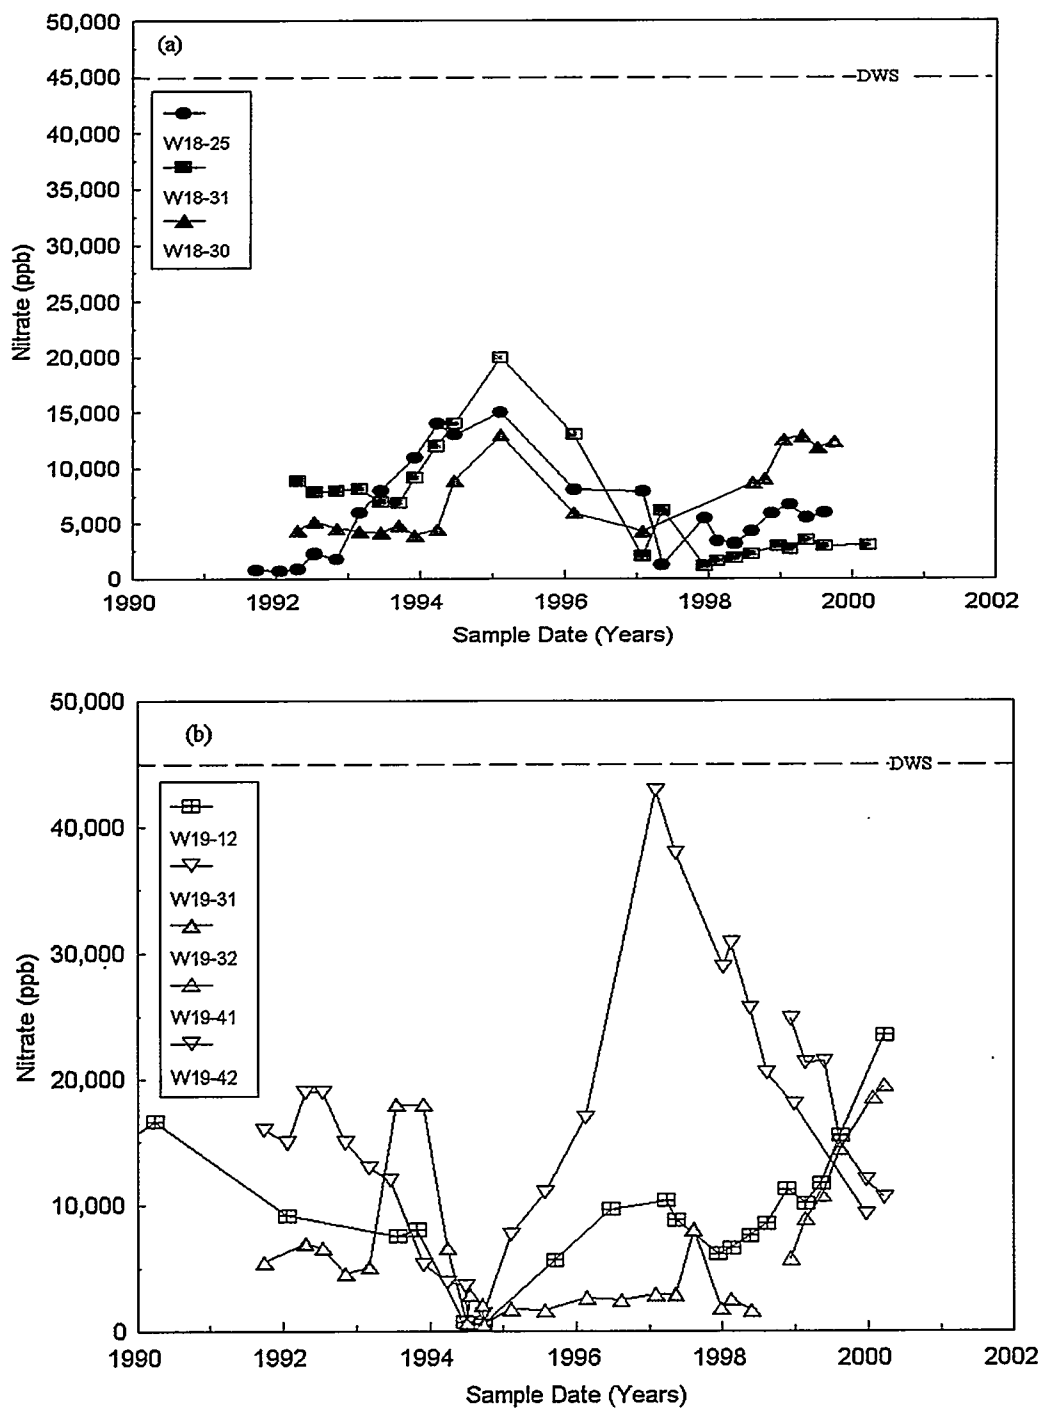 50,000
(a)
45,000
DWS
40,000
W18-25
35,000
W18-31
30,000
W18-30
25,000
20,000
15,000
10,000
5,000
0
Nitrate (ppb)
1990 1992 1994 1996 1998 2000 2002
Sample Date (Years)
50,000
(b)
DWS
40,000
W19-12
W19-31
30,000
W19-32
W19-41
20,000
W19-42
10,000
0
Nitrate (ppb)
1990 1992 1994 1996 1998 2000 2002
Sample Date (Years)